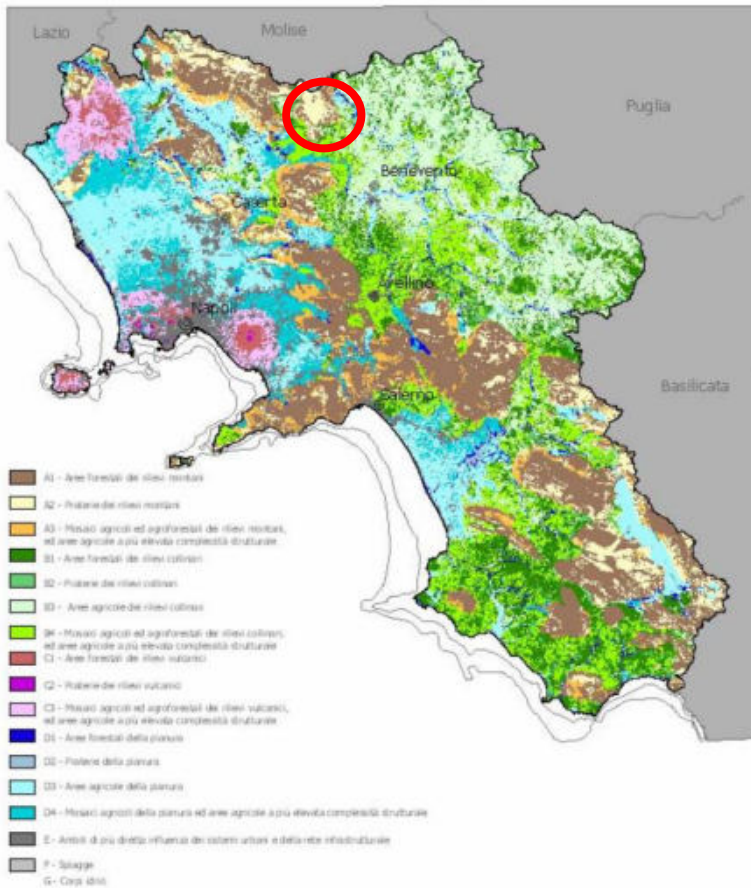 Lazio
Molise
Puglia
Benevento
Caserta
Avellino
Napoli
Salerno
Basilicata
A1 - Aree forestali dei rilievi montani
A2 - Praterie dei rilievi montani
A3 - Mosaici agricoli ed agroforestali dei rilievi montani,
ed aree agricole a più elevata complessità strutturale
B1 - Aree forestali dei rilievi collinari
B2 - Praterie dei rilievi collinari
B3 - Aree agricole dei rilievi collinari
B4 - Mosaici agricoli ed agroforestali dei rilievi collinari,
ed aree agricole a più elevata complessità strutturale
C1 - Aree forestali dei rilievi vulcanici
C2 - Praterie dei rilievi vulcanici
C3 - Mosaici agricoli ed agroforestali dei rilievi vulcanici,
ed aree agricole a più elevata complessità strutturale
D1 - Aree forestali della pianura
D2 - Praterie della pianura
D3 - Aree agricole della pianura
D4 - Mosaici agricoli della pianura ed aree agricole a più elevata complessità strutturale
E - Ambiti di più diretta influenza dei sistemi urbani e della rete infrastrutturale
F - Spiagge
G - Corpi idrici